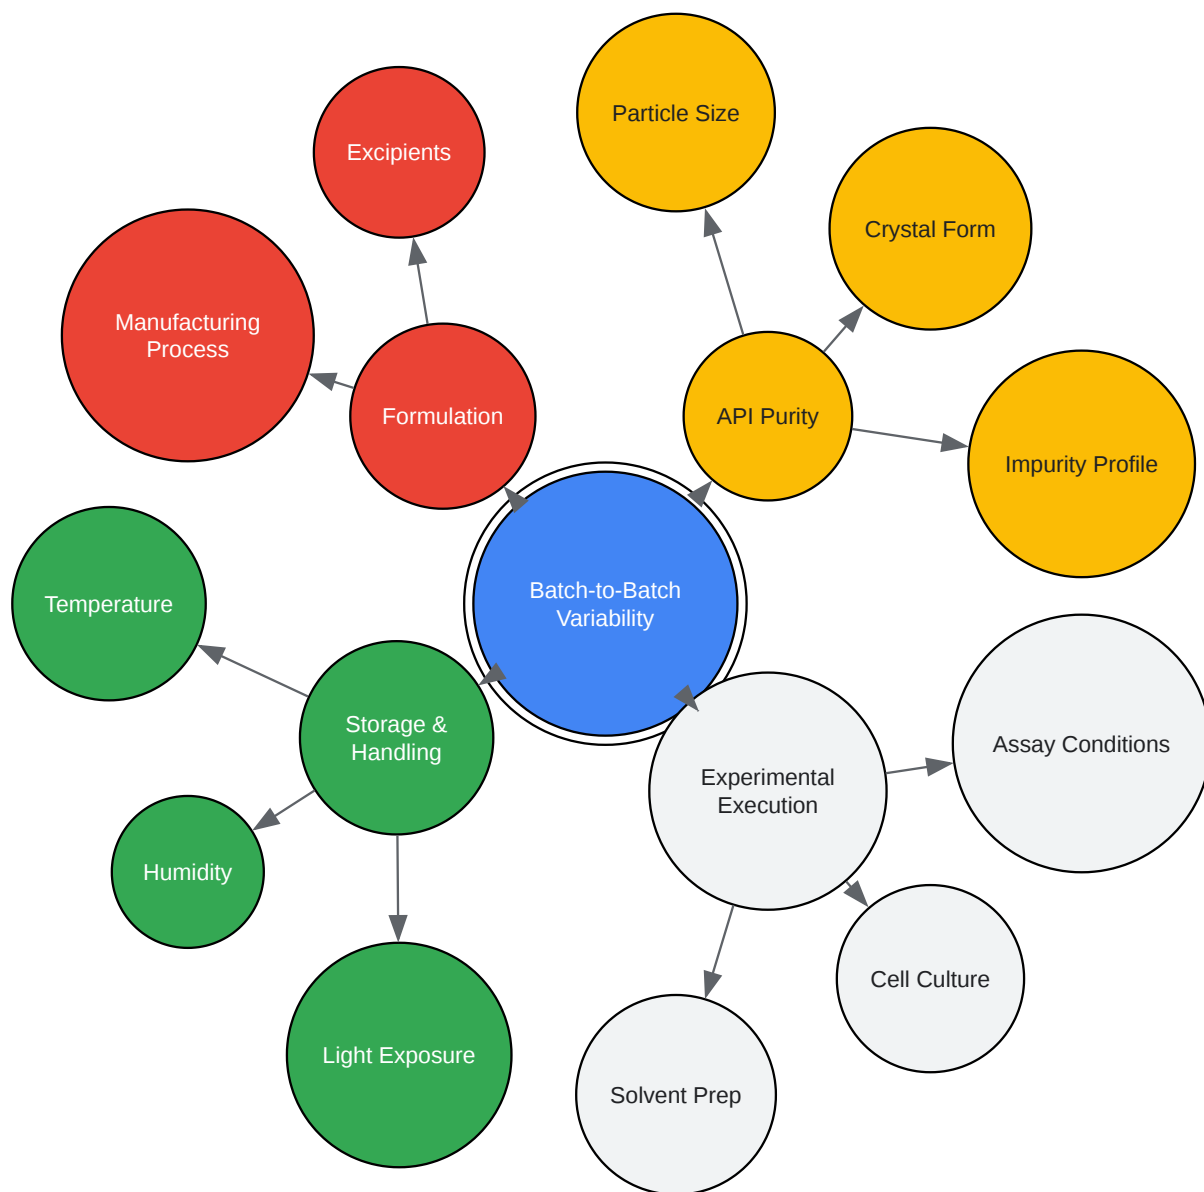 Particle Size
Excipients
Crystal Form
Manufacturing
Process
Formulation
API Purity
Impurity Profile
Batch-to-Batch
Variability
Temperature
Storage &
Handling
Experimental
Execution
Assay Conditions
Humidity
Cell Culture
Light Exposure
Solvent Prep